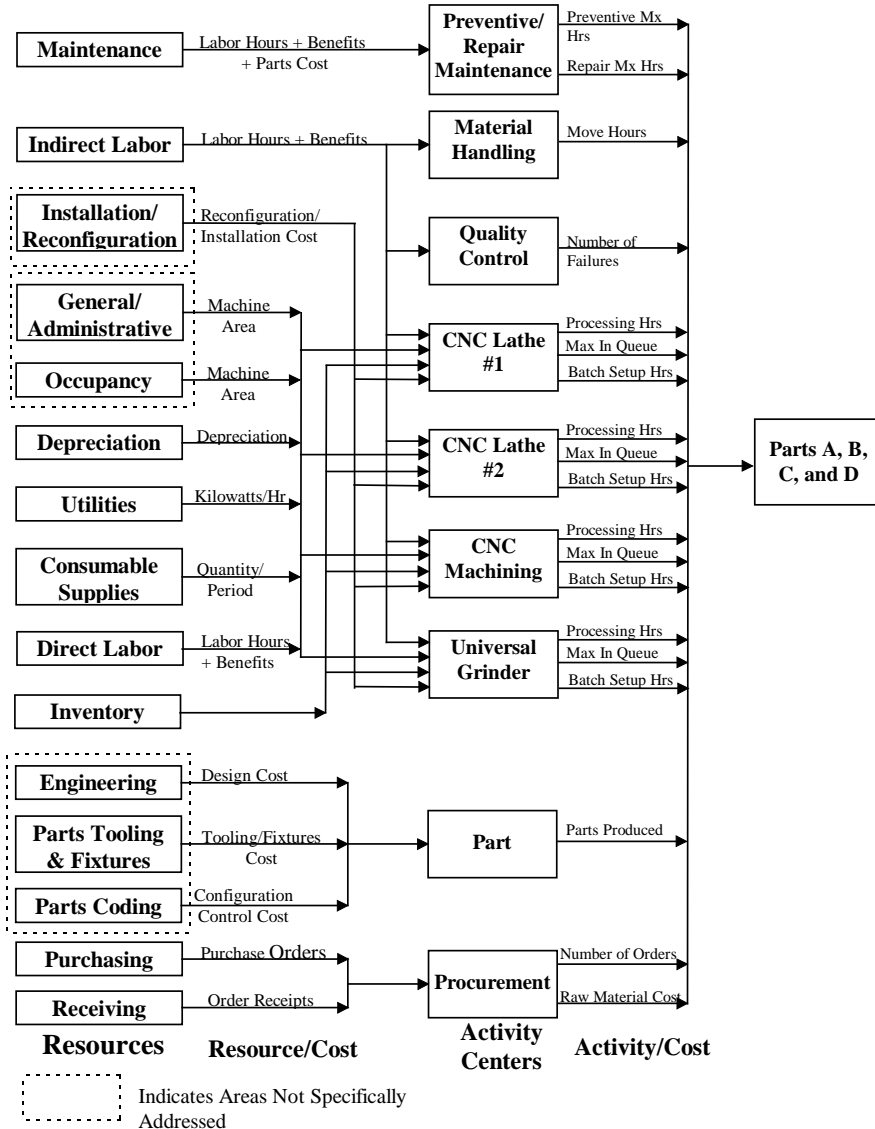 Maintenance
Labor Hours + Benefits
+ Parts Cost
Preventive/
Repair
Maintenance
Preventive Mx
Hrs
Repair Mx Hrs
Indirect Labor
Labor Hours + Benefits
Material
Handling
Move Hours
Installation/
Reconfiguration
Reconfiguration/
Installation Cost
Quality
Control
Number of
Failures
General/
Administrative
Machine
Area
CNC Lathe
#1
Processing Hrs
Max In Queue
Batch Setup Hrs
Occupancy
Machine
Area
Depreciation
Depreciation
CNC Lathe
#2
Processing Hrs
Max In Queue
Batch Setup Hrs
Parts A, B,
C, and D
Utilities
Kilowatts/Hr
Consumable
Supplies
Quantity/
Period
CNC
Machining
Processing Hrs
Max In Queue
Batch Setup Hrs
Direct Labor
Labor Hours
+ Benefits
Universal
Grinder
Processing Hrs
Max In Queue
Batch Setup Hrs
Inventory
Engineering
Design Cost
Parts Tooling
& Fixtures
Tooling/Fixtures
Cost
Part
Parts Produced
Parts Coding
Configuration
Control Cost
Purchasing
Purchase Orders
Procurement
Number of Orders
Raw Material Cost
Receiving
Order Receipts
Resources
Resource/Cost
Activity
Centers
Activity/Cost
Indicates Areas Not Specifically
Addressed